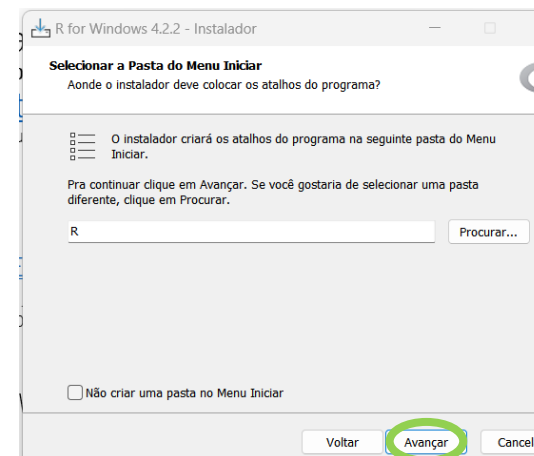 R for Windows 4.2.2 - Instalador
Selecionar a Pasta do Menu Iniciar
Aonde o instalador deve colocar os atalhos do programa?
O instalador criará os atalhos do programa na seguinte pasta do Menu
Iniciar.
Pra continuar clique em Avançar. Se você gostaria de selecionar uma pasta
diferente, clique em Procurar.
R
Procurar...
Não criar uma pasta no Menu Iniciar
Voltar
Avançar
Cancel